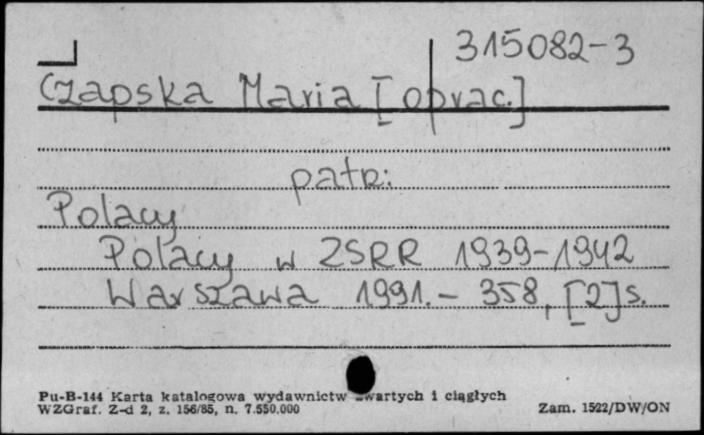 315082-3
Czapska Maria [oprac.]
patrz:
Polacy
Polacy w ZSRR 1939-1942
Warszawa 1991. - 358, [2] s.
Pu-B-144 Karta katalogowa wydawnictw zwartych i ciągłych
WZGraf. Z-d 2, z. 156/85, n. 7.550.000
Zam. 1522/DW/ON